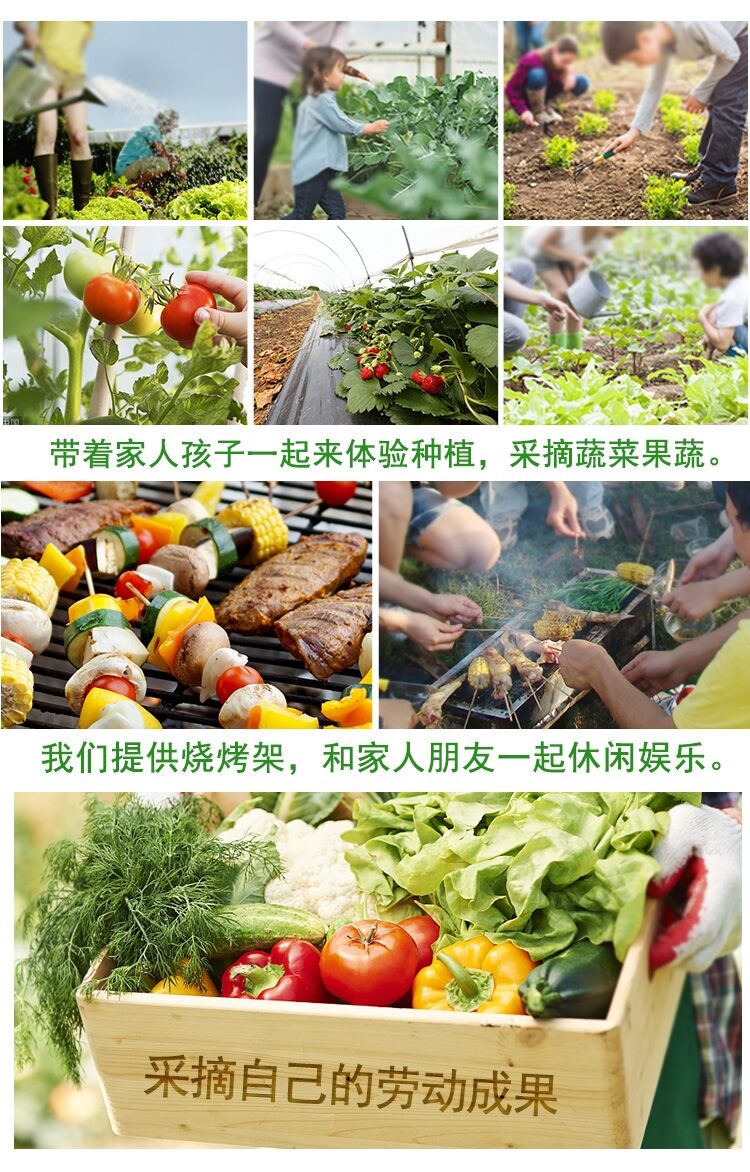 带着家人孩子一起来体验种植，采摘蔬菜果蔬。
我们提供烧烤架，和家人朋友一起休闲娱乐。
采摘自己的劳动成果